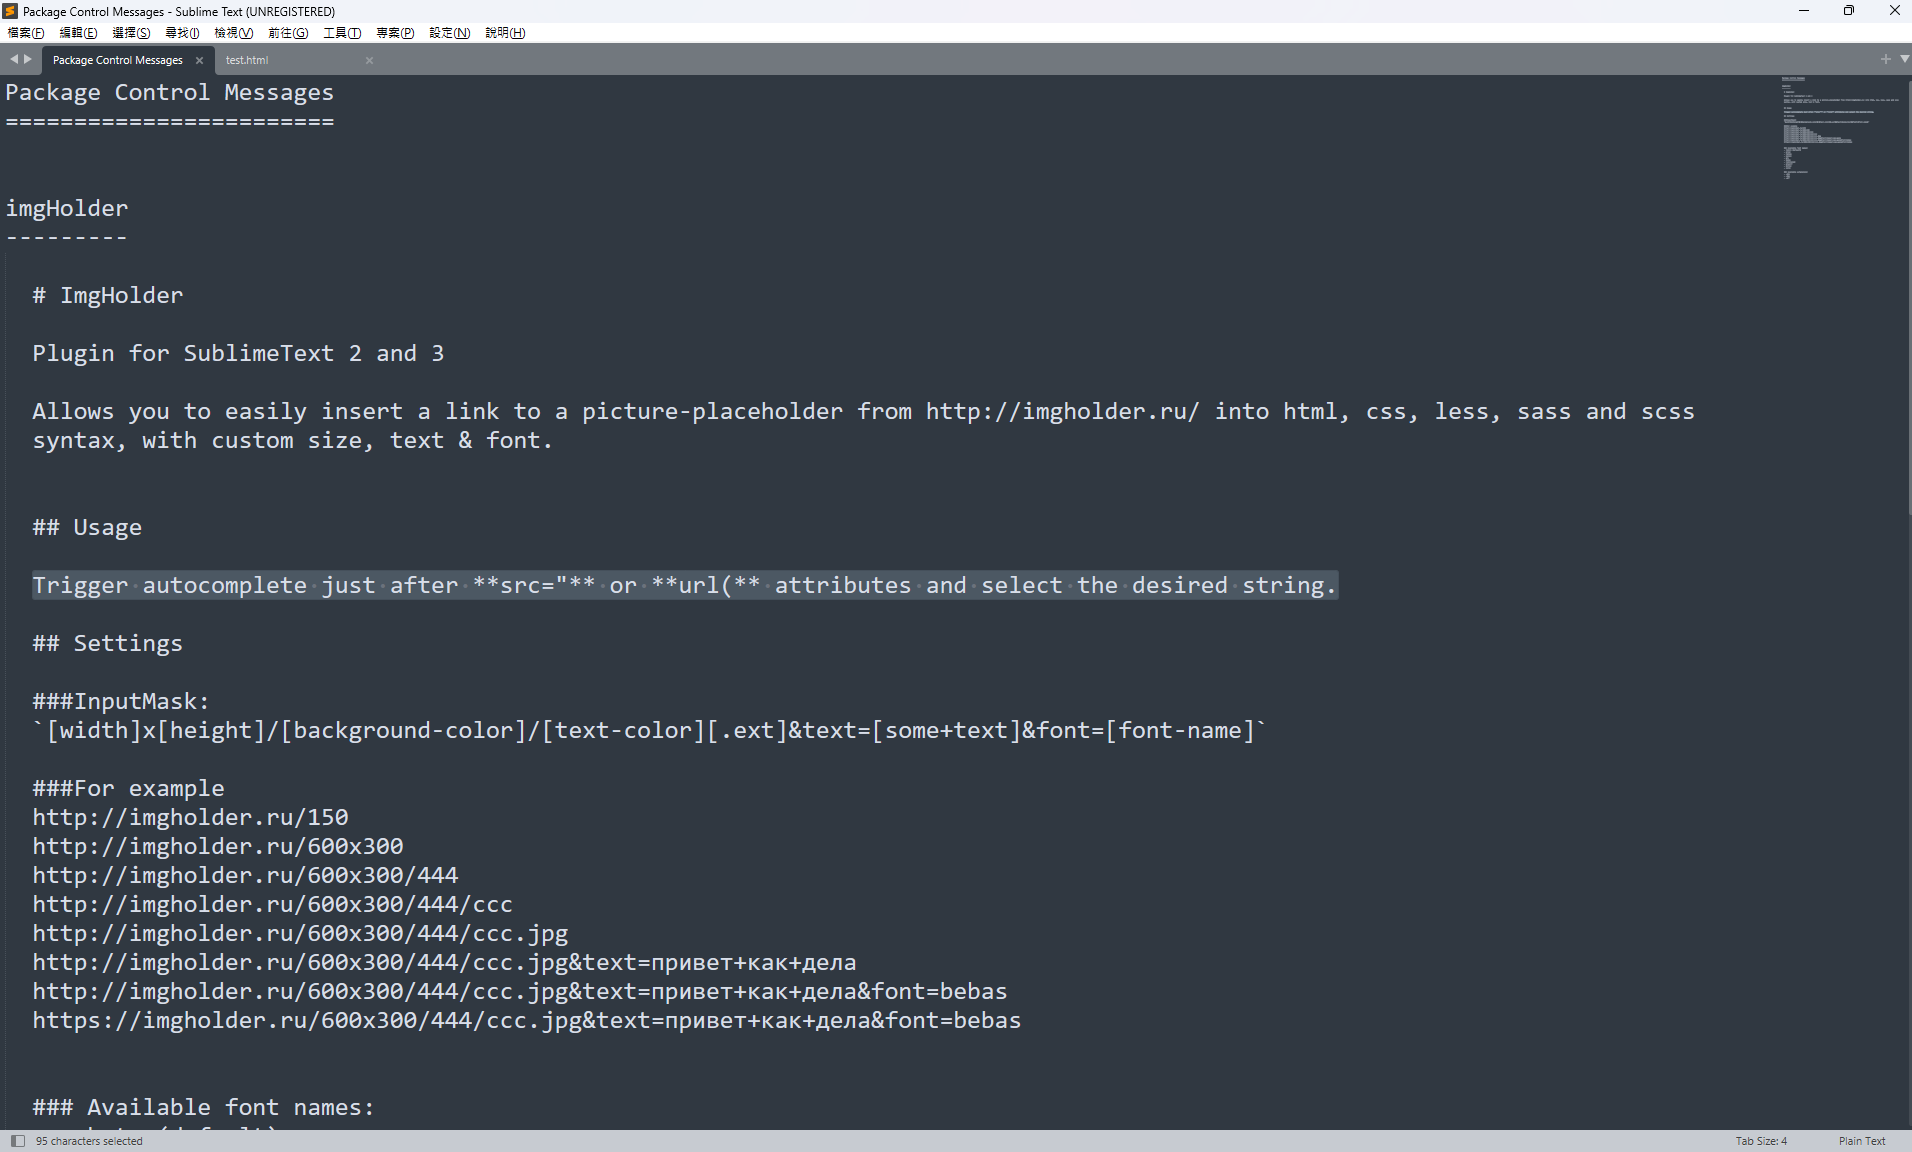 Package Control Messages - Sublime Text (UNREGISTERED)
檔案(F) 編輯(E) 選擇(S) 尋找(I) 檢視(V) 前往(G) 工具(T) 專案(P) 設定(N) 說明(H)
Package Control Messages test.html
Package Control Messages
========================
imgHolder
---------
# ImgHolder
Plugin for SublimeText 2 and 3
Allows you to easily insert a link to a picture-placeholder from http://imgholder.ru/ into html, css, less, sass and scss
syntax, with custom size, text & font.
## Usage
Trigger autocomplete just after **src="** or **url(** attributes and select the desired string.
## Settings
###InputMask:
`[width]x[height]/[background-color]/[text-color][.ext]&text=[some+text]&font=[font-name]`
###For example
http://imgholder.ru/150
http://imgholder.ru/600x300
http://imgholder.ru/600x300/444
http://imgholder.ru/600x300/444/ccc
http://imgholder.ru/600x300/444/ccc.jpg
http://imgholder.ru/600x300/444/ccc.jpg&text=привет+как+дела
http://imgholder.ru/600x300/444/ccc.jpg&text=привет+как+дела&font=bebas
https://imgholder.ru/600x300/444/ccc.jpg&text=привет+как+дела&font=bebas
### Available font names:
95 characters selected
Tab Size: 4
Plain Text